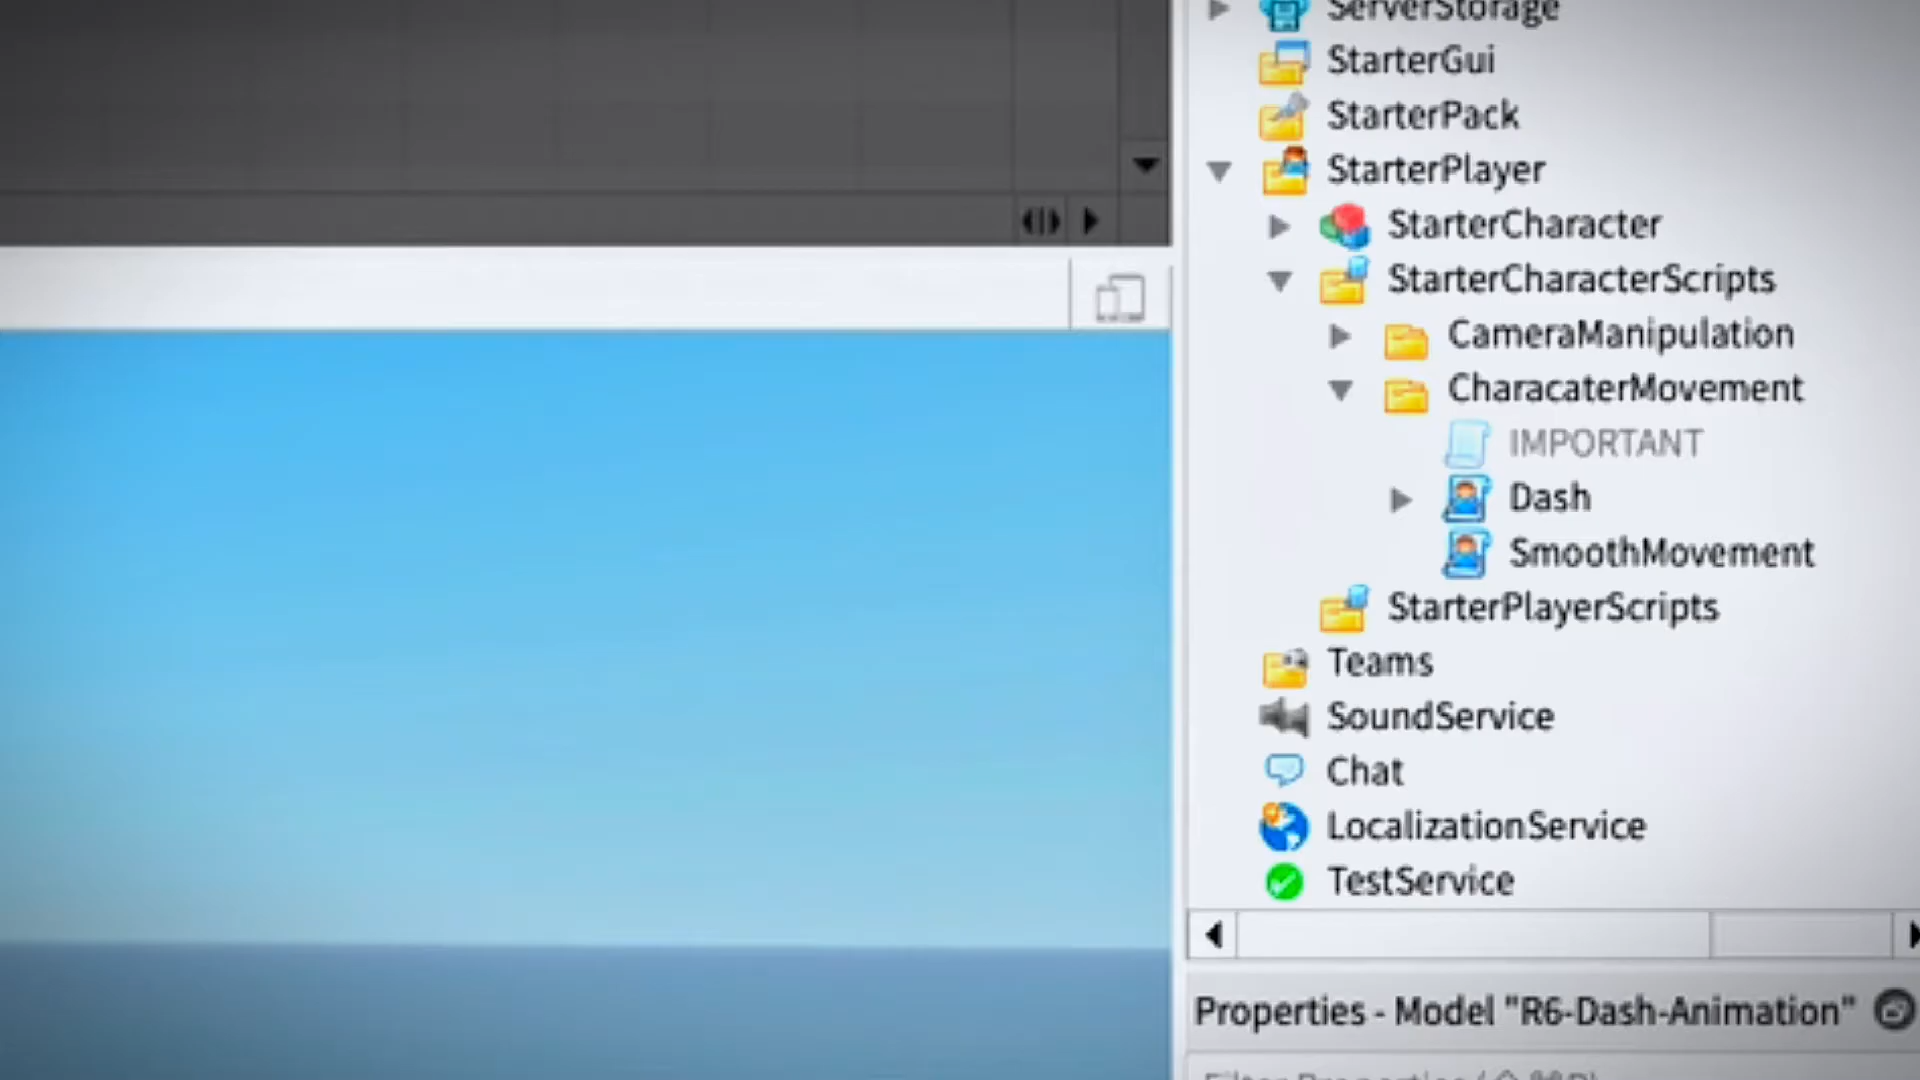 ServerStorage
StarterGui
StarterPack
StarterPlayer
StarterCharacter
StarterCharacterScripts
CameraManipulation
CharacaterMovement
IMPORTANT
Dash
SmoothMovement
StarterPlayerScripts
Teams
SoundService
Chat
LocalizationService
TestService
Properties - Model "R6-Dash-Animation"